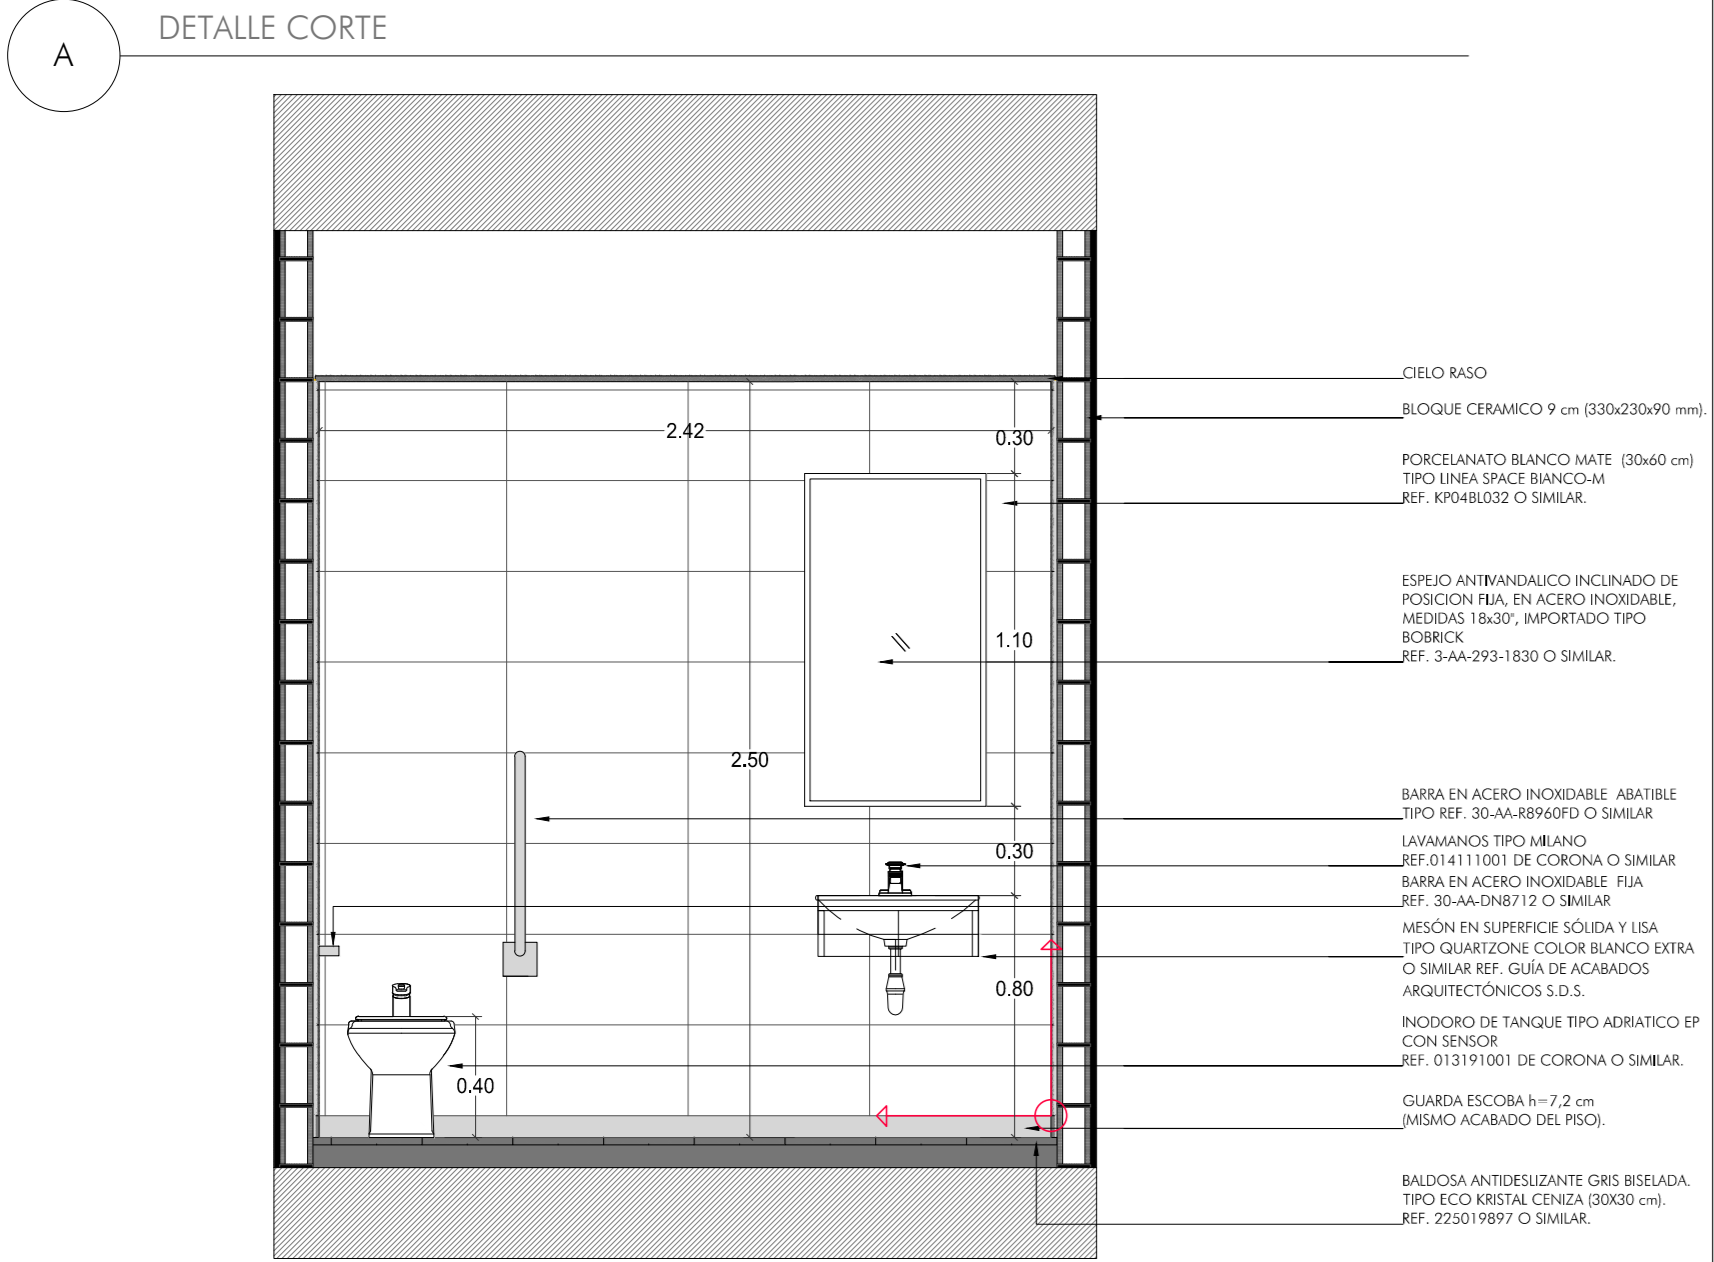 A
DETALLE CORTE
2.42
0.30
1.10
2.50
0.30
0.80
0.40
CIELO RASO
BLOQUE CERAMICO 9 cm (330x230x90 mm).
PORCELANATO BLANCO MATE (30x60 cm)
TIPO LINEA SPACE BIANCO-M
REF. KP04BL032 O SIMILAR.
ESPEJO ANTIVANDALICO INCLINADO DE
POSICION FIJA, EN ACERO INOXIDABLE,
MEDIDAS 18x30", IMPORTADO TIPO
BOBRICK
REF. 3-AA-293-1830 O SIMILAR.
BARRA EN ACERO INOXIDABLE ABATIBLE
TIPO REF. 30-AA-R8960FD O SIMILAR
LAVAMANOS TIPO MILANO
REF.014111001 DE CORONA O SIMILAR
BARRA EN ACERO INOXIDABLE FIJA
REF. 30-AA-DN8712 O SIMILAR
MESÓN EN SUPERFICIE SÓLIDA Y LISA
TIPO QUARTZONE COLOR BLANCO EXTRA
O SIMILAR REF. GUÍA DE ACABADOS
ARQUITECTÓNICOS S.D.S.
INODORO DE TANQUE TIPO ADRIATICO EP
CON SENSOR
REF. 013191001 DE CORONA O SIMILAR.
GUARDA ESCOBA h=7,2 cm
(MISMO ACABADO DEL PISO).
BALDOSA ANTIDESLIZANTE GRIS BISELADA.
TIPO ECO KRISTAL CENIZA (30X30 cm).
REF. 225019897 O SIMILAR.